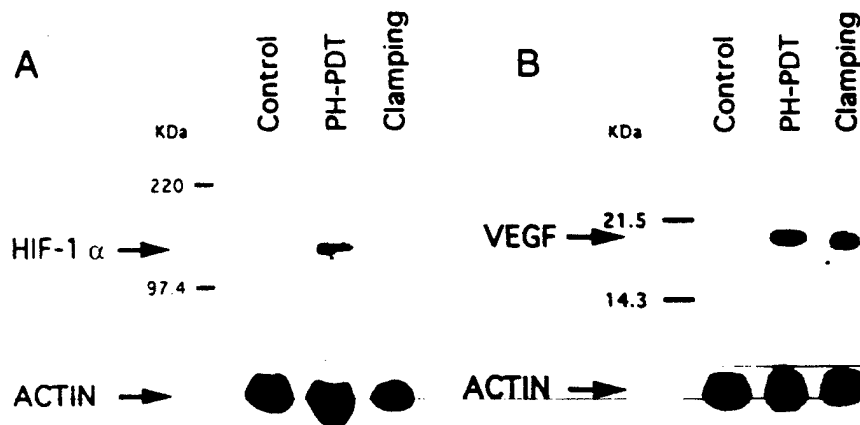 A
Control
PH-PDT
Clamping
KDa
220
HIF-1 α
97.4
ACTIN
B
Control
PH-PDT
Clamping
KDa
21.5
VEGF
14.3
ACTIN